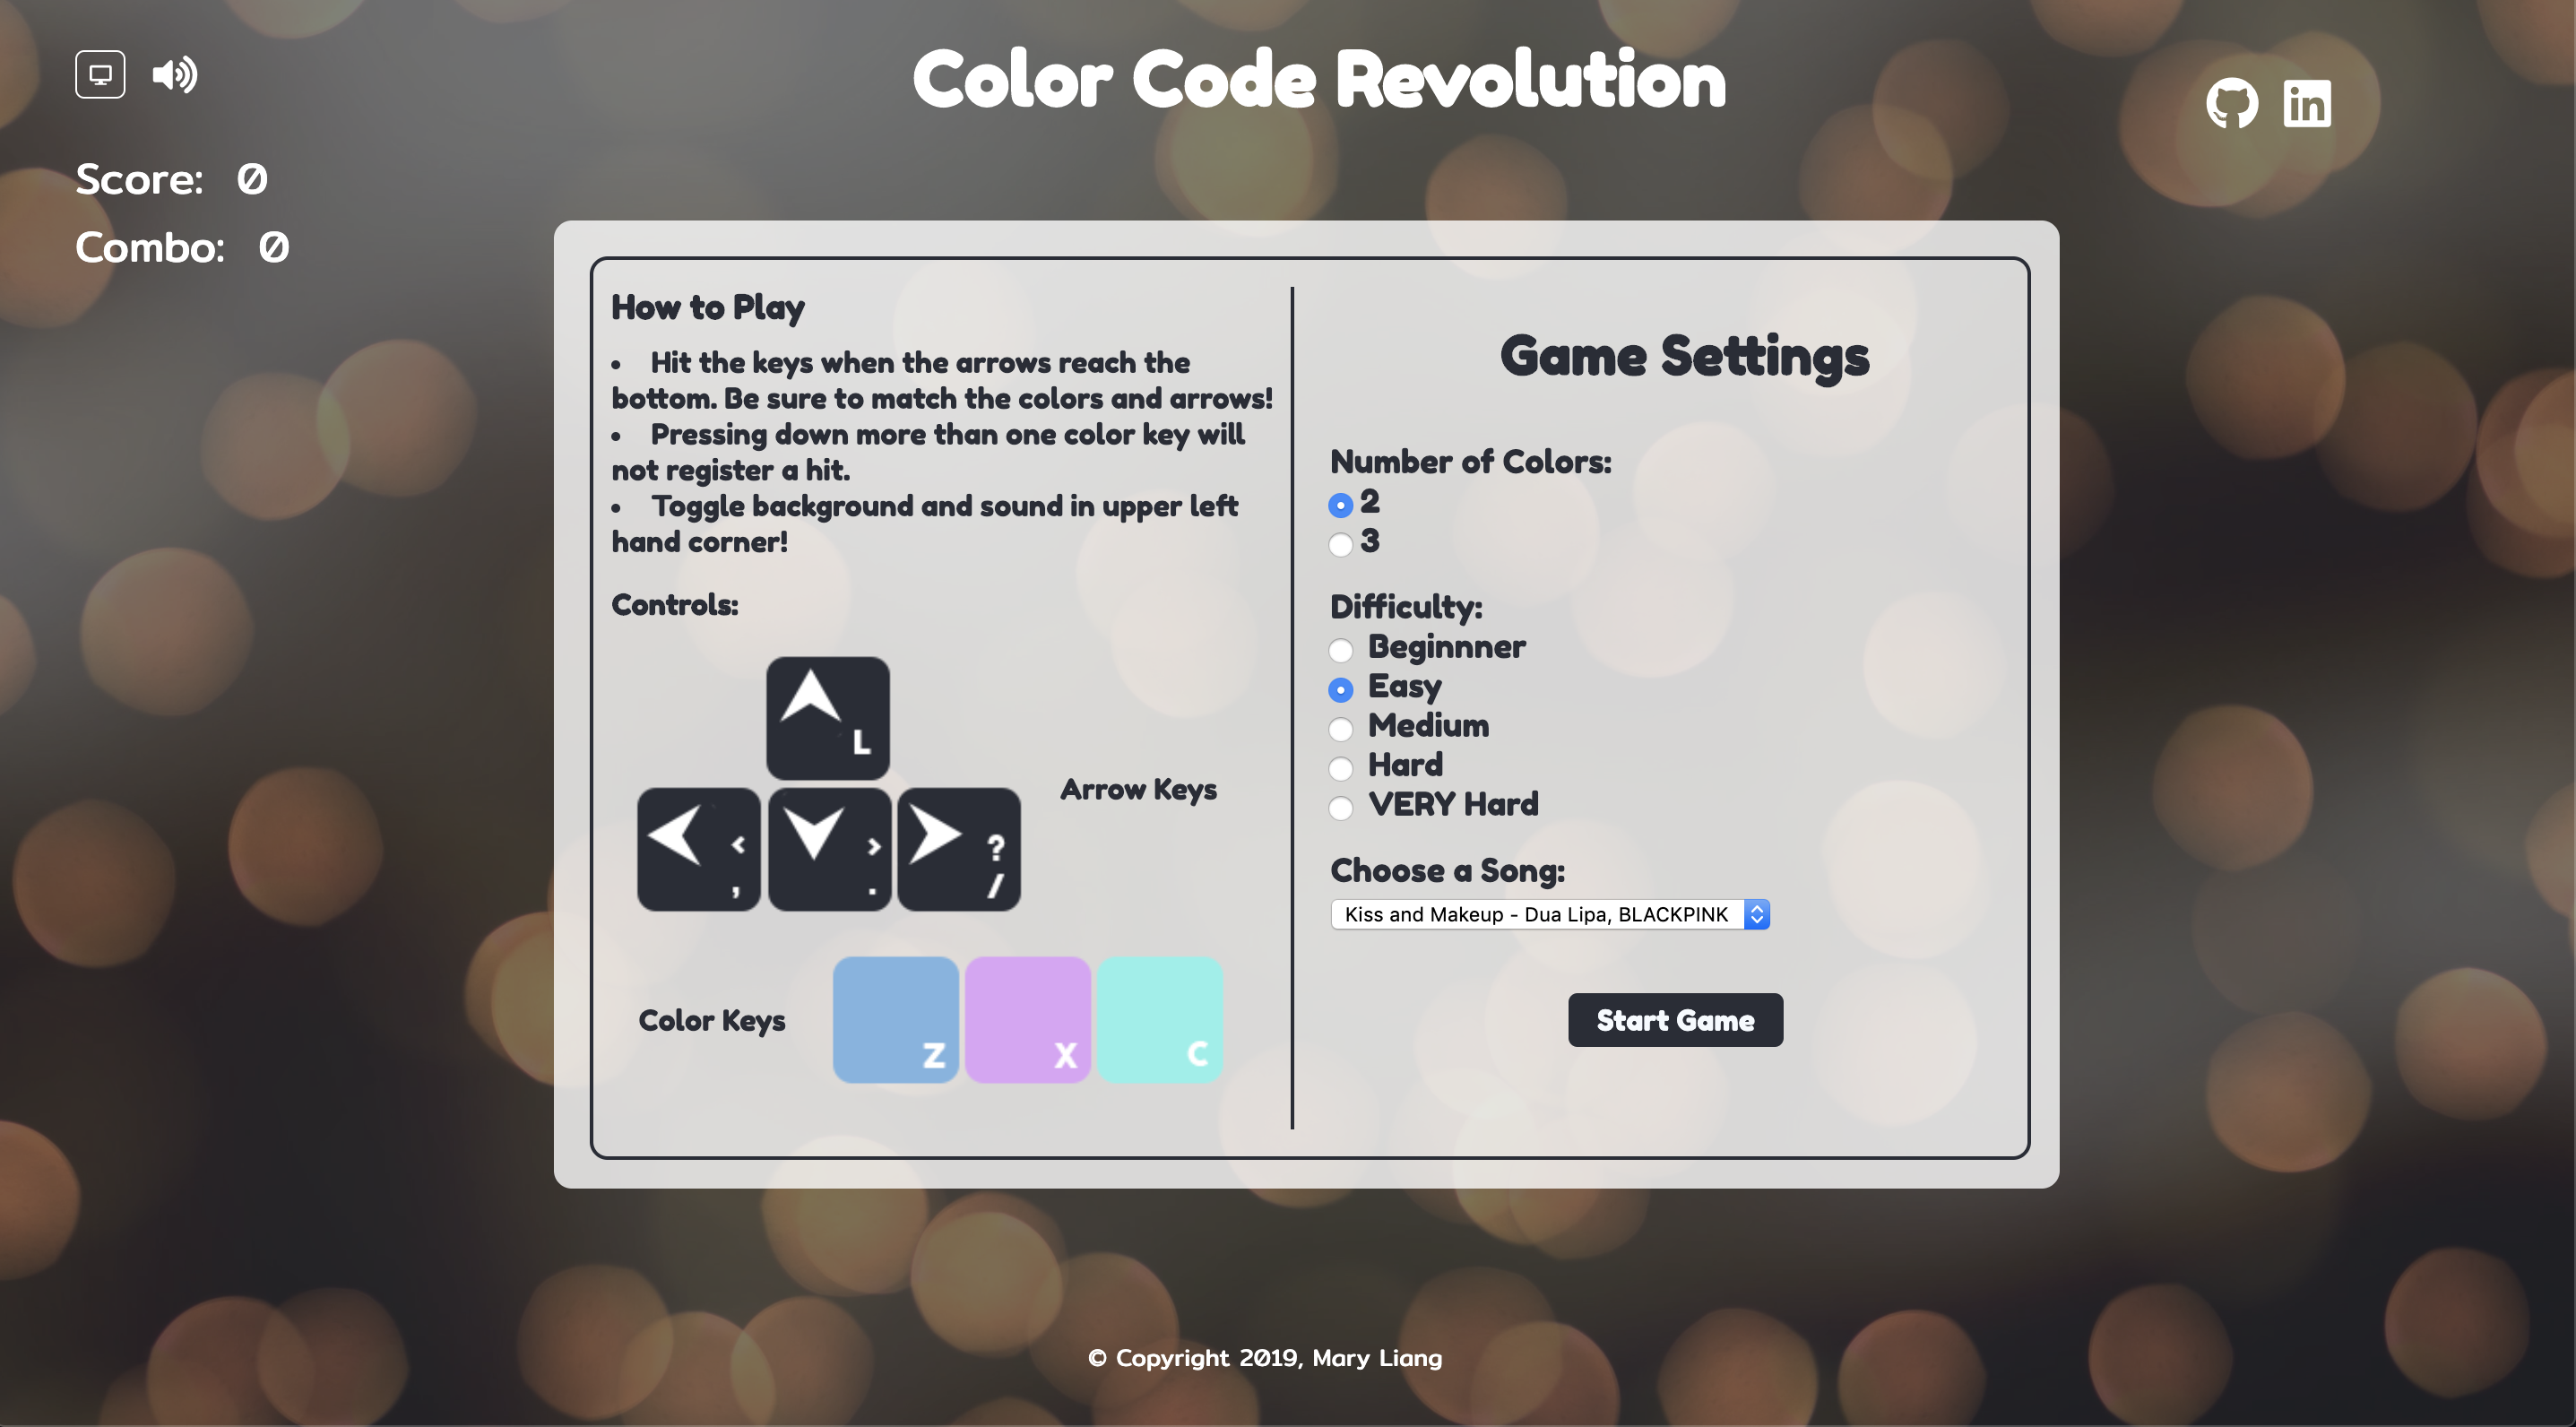 Color Code Revolution
Score: 0
Combo: 0
How to Play
• Hit the keys when the arrows reach the
bottom. Be sure to match the colors and arrows!
• Pressing down more than one color key will
not register a hit.
• Toggle background and sound in upper left
hand corner!
Controls:
L
< ,
> .
? /
Arrow Keys
Color Keys
Z
X
C
Game Settings
Number of Colors:
2
3
Difficulty:
Beginnner
Easy
Medium
Hard
VERY Hard
Choose a Song:
Kiss and Makeup - Dua Lipa, BLACKPINK
Start Game
© Copyright 2019, Mary Liang
in